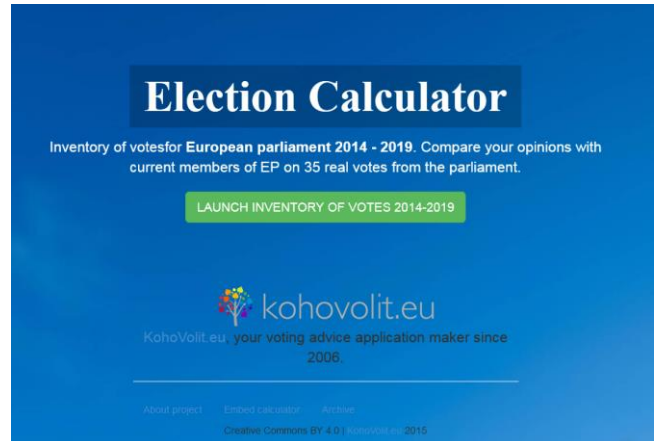 Election Calculator
Inventory of votesfor European parliament 2014 - 2019. Compare your opinions with
current members of EP on 35 real votes from the parliament.
LAUNCH INVENTORY OF VOTES 2014-2019
kohovolit.eu
KohoVolit.eu, your voting advice application maker since
2006.
About project Embed calculator Archive
Creative Commons BY 4.0 | KohoVolit.eu 2015